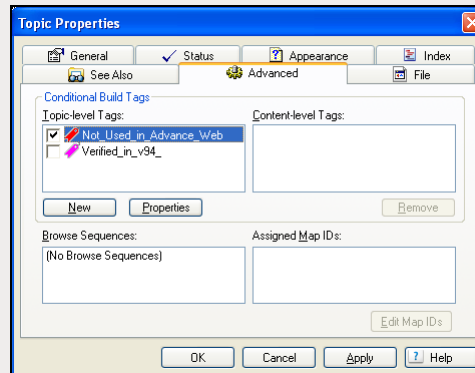 Topic Properties
General Status Appearance Index
See Also Advanced File
Conditional Build Tags
Topic-level Tags: Content-level Tags:
Not_Used_in_Advance_Web
Verified_in_v94_
New Properties Remove
Browse Sequences: Assigned Map IDs:
(No Browse Sequences)
Edit Map IDs
OK Cancel Apply Help